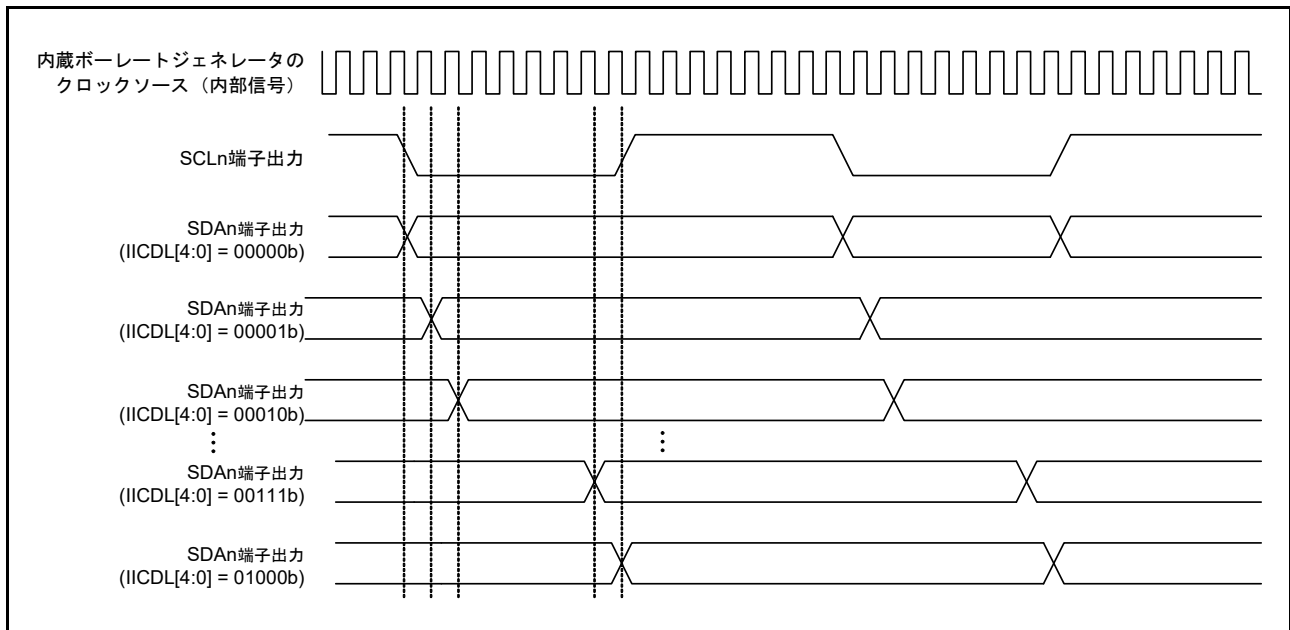 内蔵ボーレートジェネレータの
クロックソース（内部信号）
SCLn端子出力
SDAn端子出力
(IICDL[4:0] = 00000b)
SDAn端子出力
(IICDL[4:0] = 00001b)
SDAn端子出力
(IICDL[4:0] = 00010b)
SDAn端子出力
(IICDL[4:0] = 00111b)
SDAn端子出力
(IICDL[4:0] = 01000b)